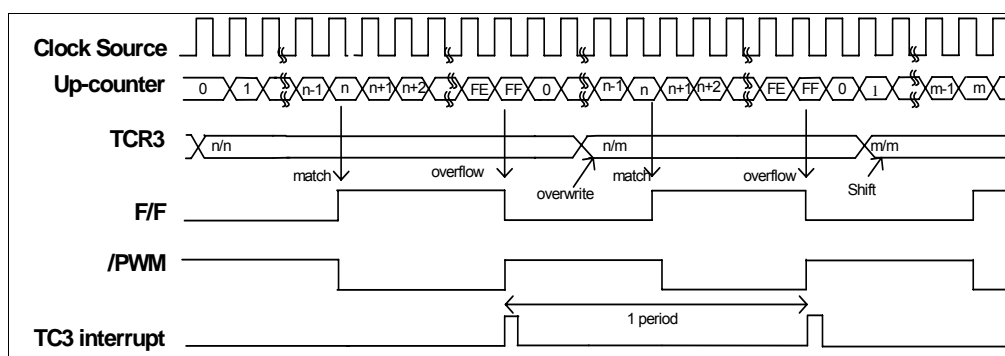 Clock Source
Up-counter
0 1 n-1 n n+1 n+2 FE FF 0 n-1 n n+1 n+2 FE FF 0 1 m-1 m
TCR3
n/n n/m m/m
match overflow overwrite match overflow Shift
F/F
/PWM
1 period
TC3 interrupt